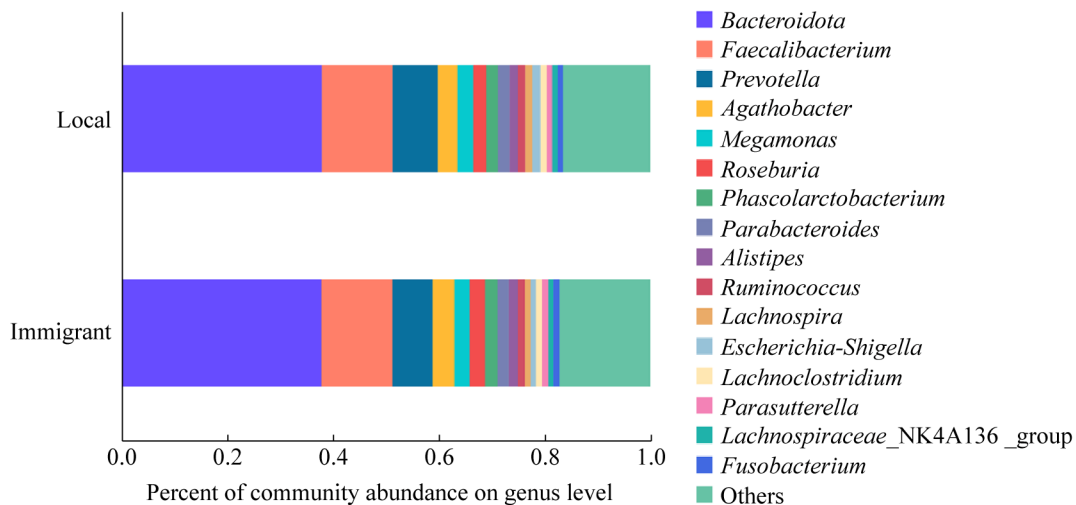 Local
Immigrant
0.0 0.2 0.4 0.6 0.8 1.0
Percent of community abundance on genus level
Bacteroidota
Faecalibacterium
Prevotella
Agathobacter
Megamonas
Roseburia
Phascolarctobacterium
Parabacteroides
Alistipes
Ruminococcus
Lachnospira
Escherichia-Shigella
Lachnoclostridium
Parasutterella
Lachnospiraceae_NK4A136 _group
Fusobacterium
Others